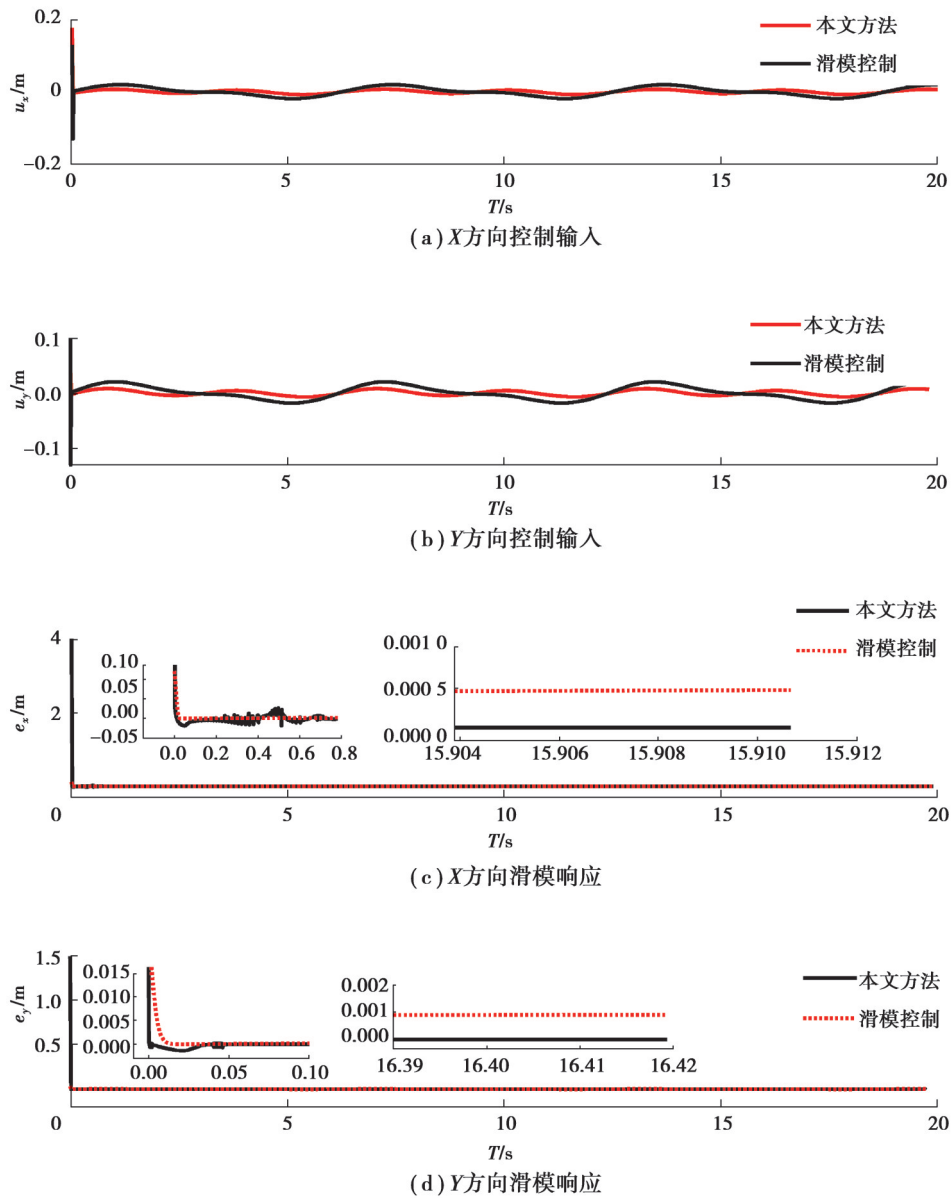 0.2
0
−0.2
u_x/m
本文方法
滑模控制
0 5 10 15 20
T/s
(a)X方向控制输入
0.1
0.0
−0.1
u_y/m
本文方法
滑模控制
0 5 10 15 20
T/s
(b)Y方向控制输入
4
2
0
e_x/m
本文方法
滑模控制
0.10
0.05
0.00
−0.05
0.0 0.2 0.4 0.6 0.8
0.001 0
0.000 5
0.000 0
15.904 15.906 15.908 15.910 15.912
5 10 15 20
T/s
(c)X方向滑模响应
1.5
1.0
0.5
0
e_y/m
本文方法
滑模控制
0.015
0.010
0.005
0.000
0.00 0.05 0.10
0.002
0.001
0.000
16.39 16.40 16.41 16.42
5 10 15 20
T/s
(d)Y方向滑模响应